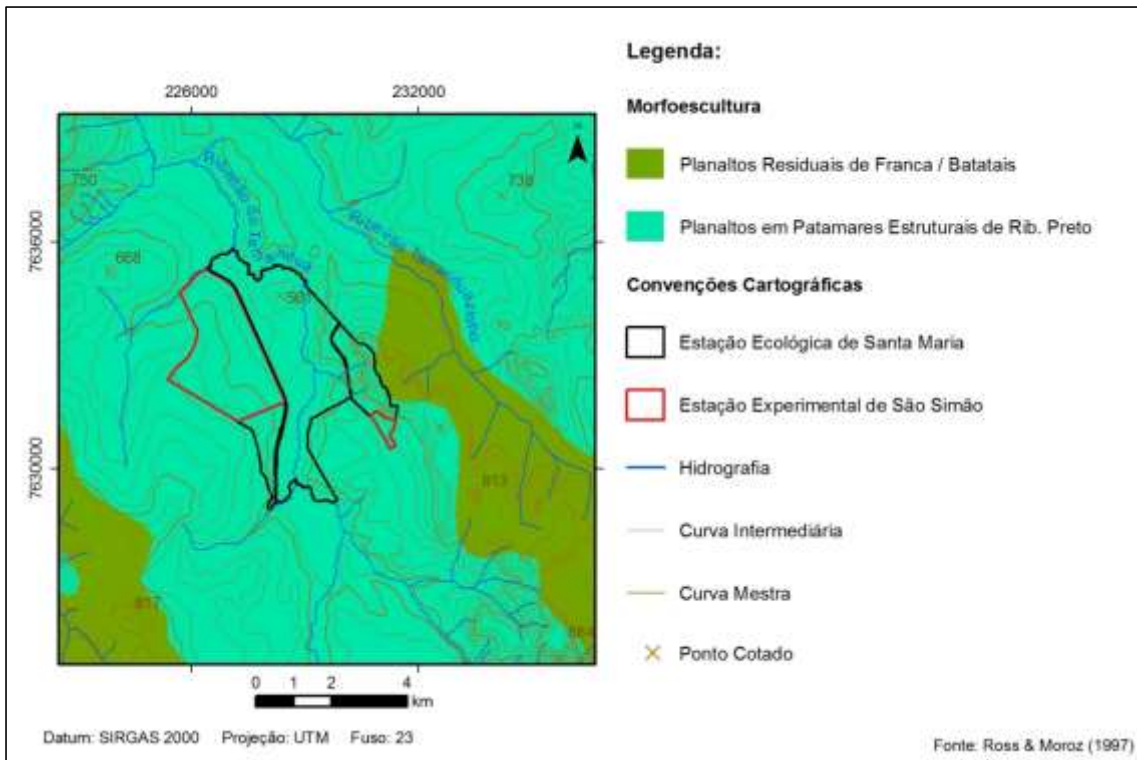 Legenda:
226000
232000
Morfoescultura
Planaltos Residuais de Franca / Batatais
750
738
Planaltos em Patamares Estruturais de Rib. Preto
7636000
668
Convenções Cartográficas
Estação Ecológica de Santa Maria
Estação Experimental de São Simão
Hidrografia
7630000
813
Curva Intermediária
Curva Mestra
817
Ponto Cotado
0 1 2 4
km
Datum: SIRGAS 2000 Projeção: UTM Fuso: 23
Fonte: Ross & Moroz (1997)